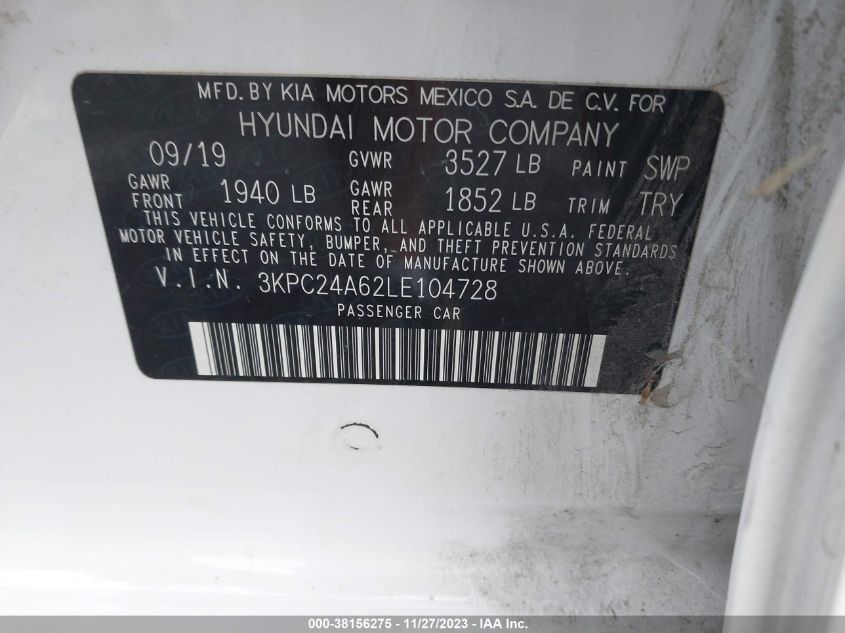 MFD. BY KIA MOTORS MEXICO S.A. DE C.V. FOR
HYUNDAI MOTOR COMPANY
09/19 GVWR 3527 LB PAINT SWP
GAWR FRONT 1940 LB GAWR REAR 1852 LB TRIM TRY
THIS VEHICLE CONFORMS TO ALL APPLICABLE U.S.A. FEDERAL
MOTOR VEHICLE SAFETY, BUMPER, AND THEFT PREVENTION STANDARDS
IN EFFECT ON THE DATE OF MANUFACTURE SHOWN ABOVE.
V.I.N. 3KPC24A62LE104728
PASSENGER CAR
000-38156275 - 11/27/2023 - IAA Inc.